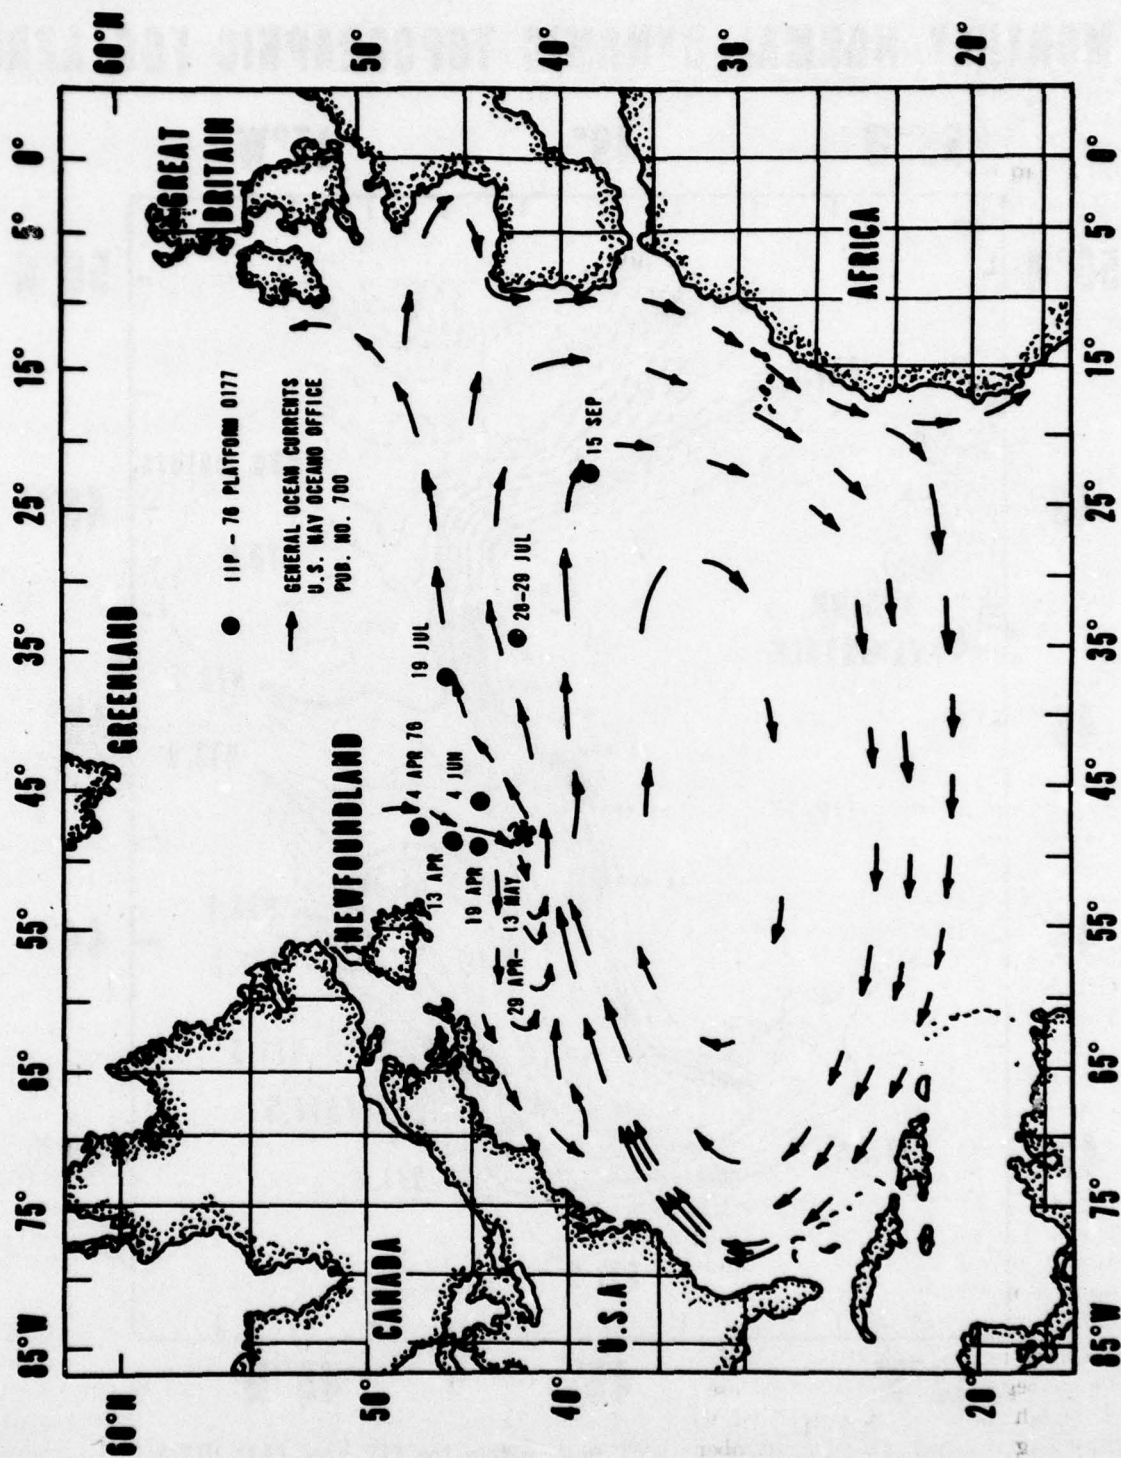 85°W 75° 65° 55° 45° 35° 25° 15° 5° 0°
60°N
60°N
GREENLAND
GREAT
BRITAIN
● IIP - 76 PLATFORM 0177
→ GENERAL OCEAN CURRENTS
U.S. NAVY OCEANO OFFICE
PUB. NO. 700
NEWFOUNDLAND
CANADA
50°
50°
4 APR 76
19 JUL
13 APR
4 JUN
19 APR
29 APR-
13 MAY
28-29 JUL
15 SEP
40°
40°
U.S.A
30
AFRICA
20°
20°
85°W 75° 65° 55° 45° 35° 25° 15° 5° 0°